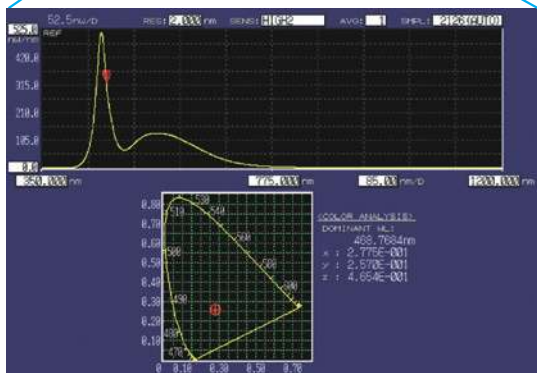 52.5nw/D RES: 2.000 nm SENS: HIGH2 AVG: 1 SMPL: 2126(AUTO)
525.0
nw/nm
REF
420.0
315.0
210.0
105.0
0.0
350.000 nm 775.000 nm 85.00 nm/D 1200.000 nm
0.80
0.70
0.60
0.50
0.40
0.30
0.20
0.10
0 0.10 0.30 0.50 0.70
510
530
540
560
500
580
490
600
480
470
<COLOR ANALYSIS>
DOMINANT WL:
468.7684nm
x : 2.775E-001
y : 2.570E-001
z : 4.654E-001